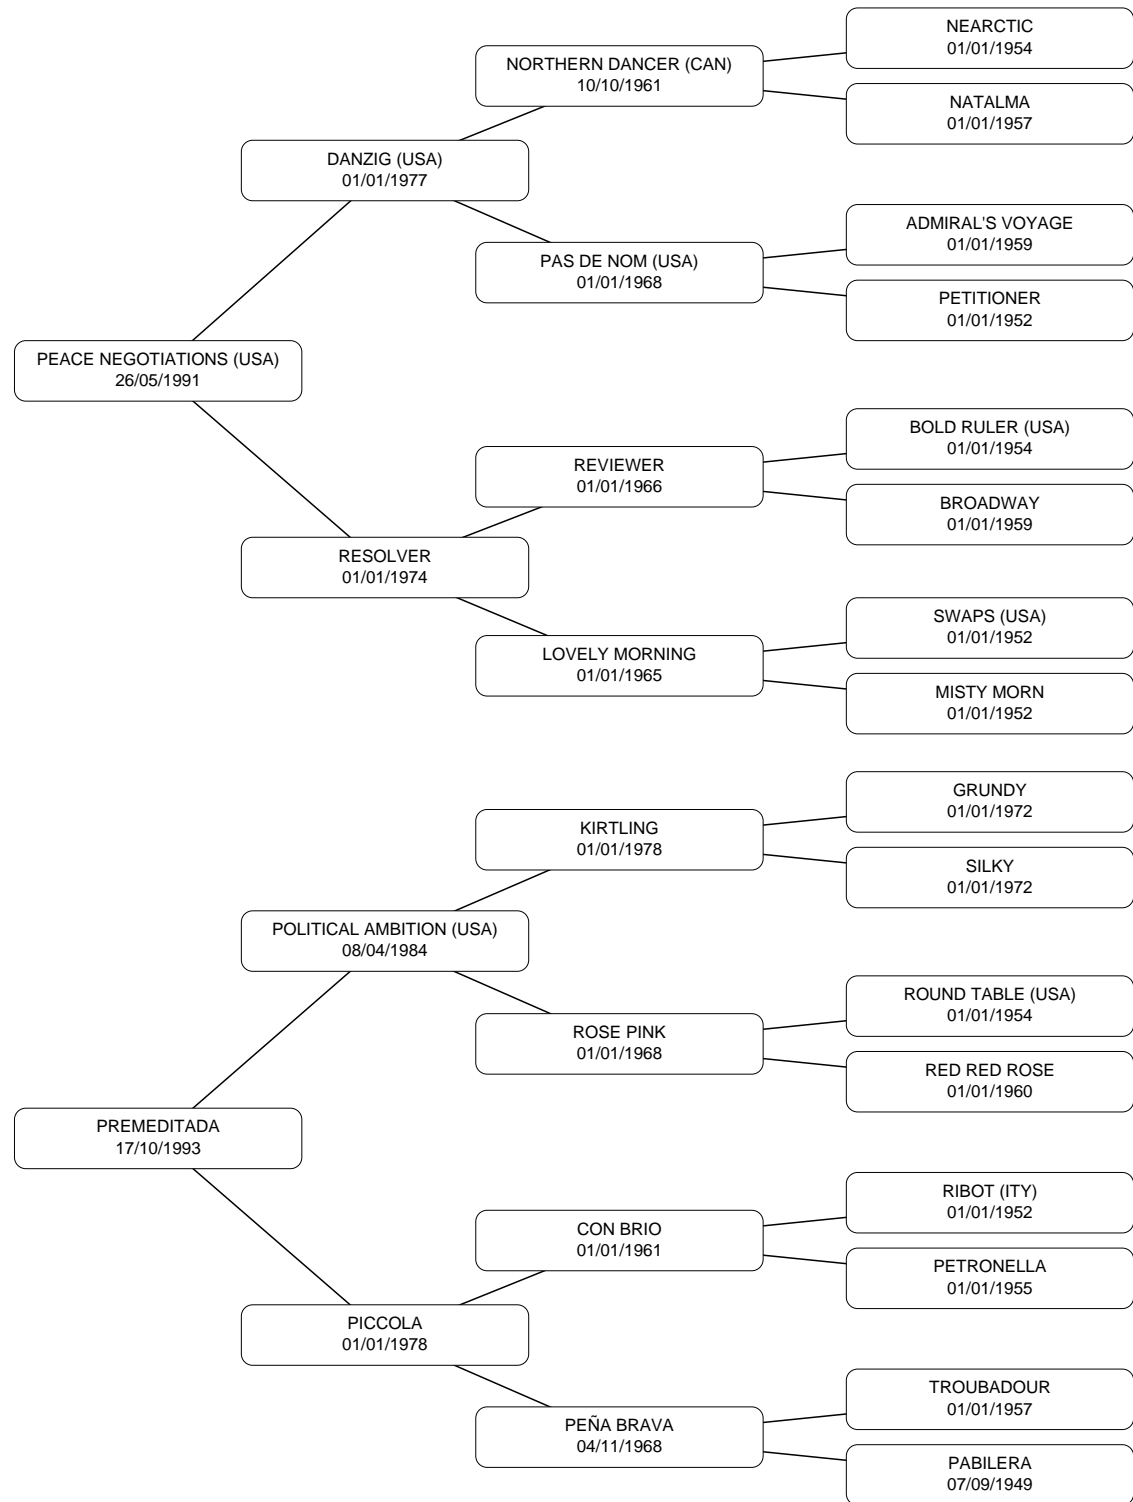 NEARCTIC
01/01/1954
NORTHERN DANCER (CAN)
10/10/1961
NATALMA
01/01/1957
DANZIG (USA)
01/01/1977
ADMIRAL'S VOYAGE
01/01/1959
PAS DE NOM (USA)
01/01/1968
PETITIONER
01/01/1952
PEACE NEGOTIATIONS (USA)
26/05/1991
BOLD RULER (USA)
01/01/1954
REVIEWER
01/01/1966
BROADWAY
01/01/1959
RESOLVER
01/01/1974
SWAPS (USA)
01/01/1952
LOVELY MORNING
01/01/1965
MISTY MORN
01/01/1952
GRUNDY
01/01/1972
KIRTLING
01/01/1978
SILKY
01/01/1972
POLITICAL AMBITION (USA)
08/04/1984
ROUND TABLE (USA)
01/01/1954
ROSE PINK
01/01/1968
RED RED ROSE
01/01/1960
PREMEDITADA
17/10/1993
RIBOT (ITY)
01/01/1952
CON BRIO
01/01/1961
PETRONELLA
01/01/1955
PICCOLA
01/01/1978
TROUBADOUR
01/01/1957
PEÑA BRAVA
04/11/1968
PABILERA
07/09/1949